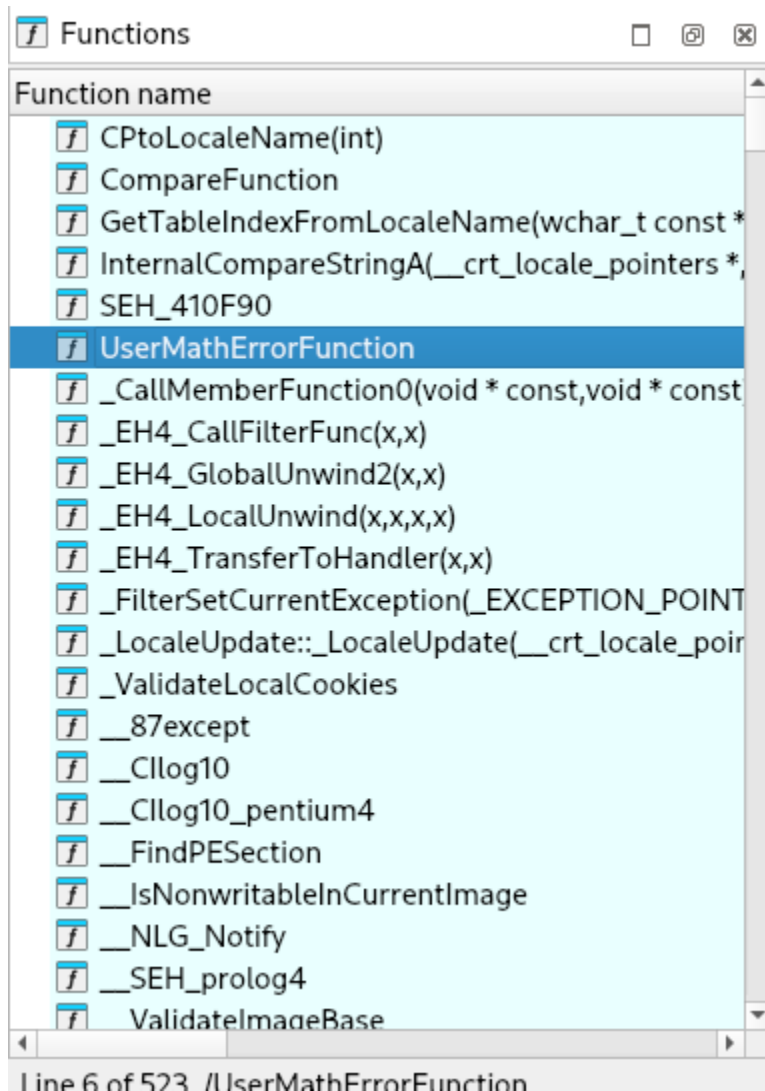 Functions
Function name
CPtoLocaleName(int)
CompareFunction
GetTableIndexFromLocaleName(wchar_t const *
InternalCompareStringA(__crt_locale_pointers *,
SEH_410F90
UserMathErrorFunction
_CallMemberFunction0(void * const,void * const)
_EH4_CallFilterFunc(x,x)
_EH4_GlobalUnwind2(x,x)
_EH4_LocalUnwind(x,x,x,x)
_EH4_TransferToHandler(x,x)
_FilterSetCurrentException(_EXCEPTION_POINT
_LocaleUpdate::_LocaleUpdate(__crt_locale_poin
_ValidateLocalCookies
__87except
__CIlog10
__CIlog10_pentium4
__FindPESection
__IsNonwritableInCurrentImage
__NLG_Notify
__SEH_prolog4
__ValidateImageBase
Line 6 of 523, /UserMathErrorFunction